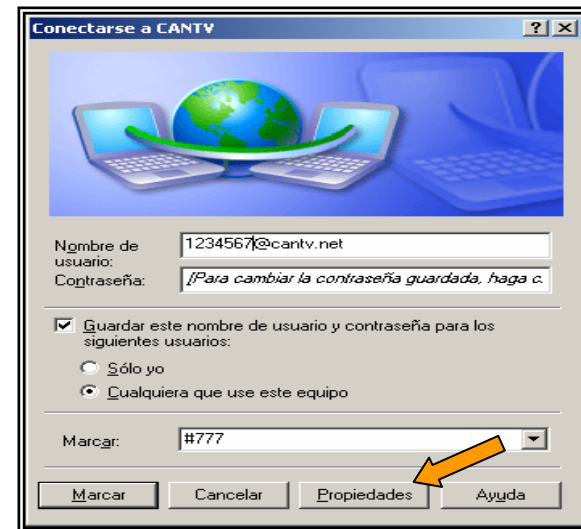 Conectarse a CANTV
Nombre de usuario:
1234567@cantv.net
Contraseña:
[Para cambiar la contraseña guardada, haga c
Guardar este nombre de usuario y contraseña para los
siguientes usuarios:
Sólo yo
Cualquiera que use este equipo
Marcar:
#777
Marcar Cancelar Propiedades Ayuda